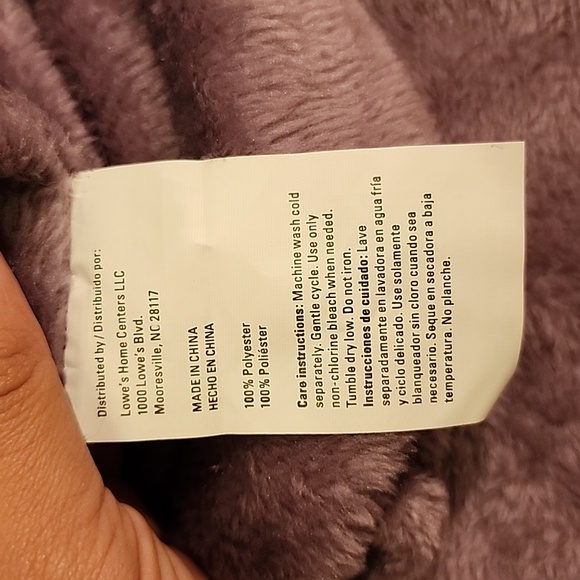 Distributed by / Distribuido por:
Lowe's Home Centers LLC
1000 Lowe's Blvd.
Mooresville, NC 28117
MADE IN CHINA
HECHO EN CHINA
100% Polyester
100% Poliéster
Care instructions: Machine wash cold
separately. Gentle cycle. Use only
non-chlorine bleach when needed.
Tumble dry low. Do not iron.
Instrucciones de cuidado: Lave
separadamente en lavadora en agua fría
y ciclo delicado. Use solamente
blanqueador sin cloro cuando sea
necesario. Seque en secadora a baja
temperatura. No planche.